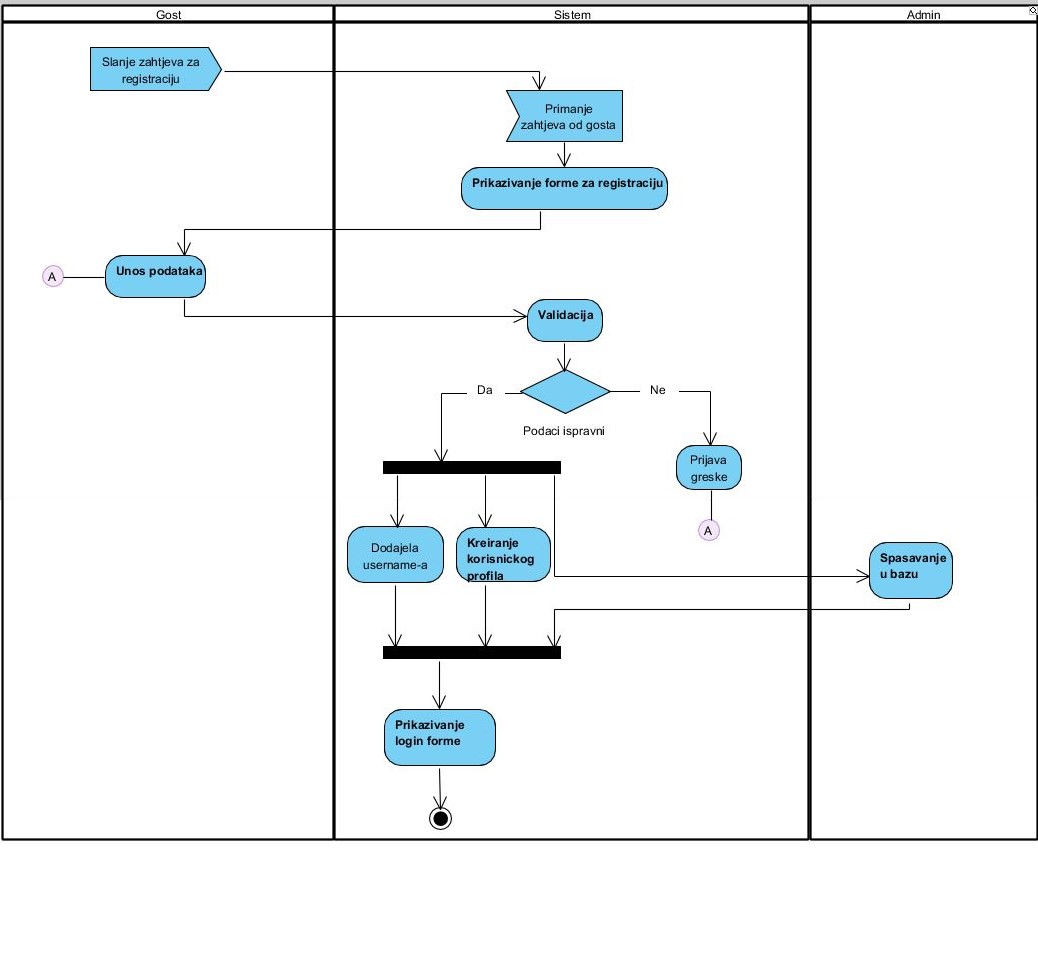 Gost
Sistem
Admin
Slanje zahtjeva za
registraciju
Primanje
zahtjeva od gosta
Prikazivanje forme za registraciju
A
Unos podataka
Validacija
Da
Ne
Podaci ispravni
Prijava
greske
A
Dodajela
username-a
Kreiranje
korisnickog
profila
Spasavanje
u bazu
Prikazivanje
login forme